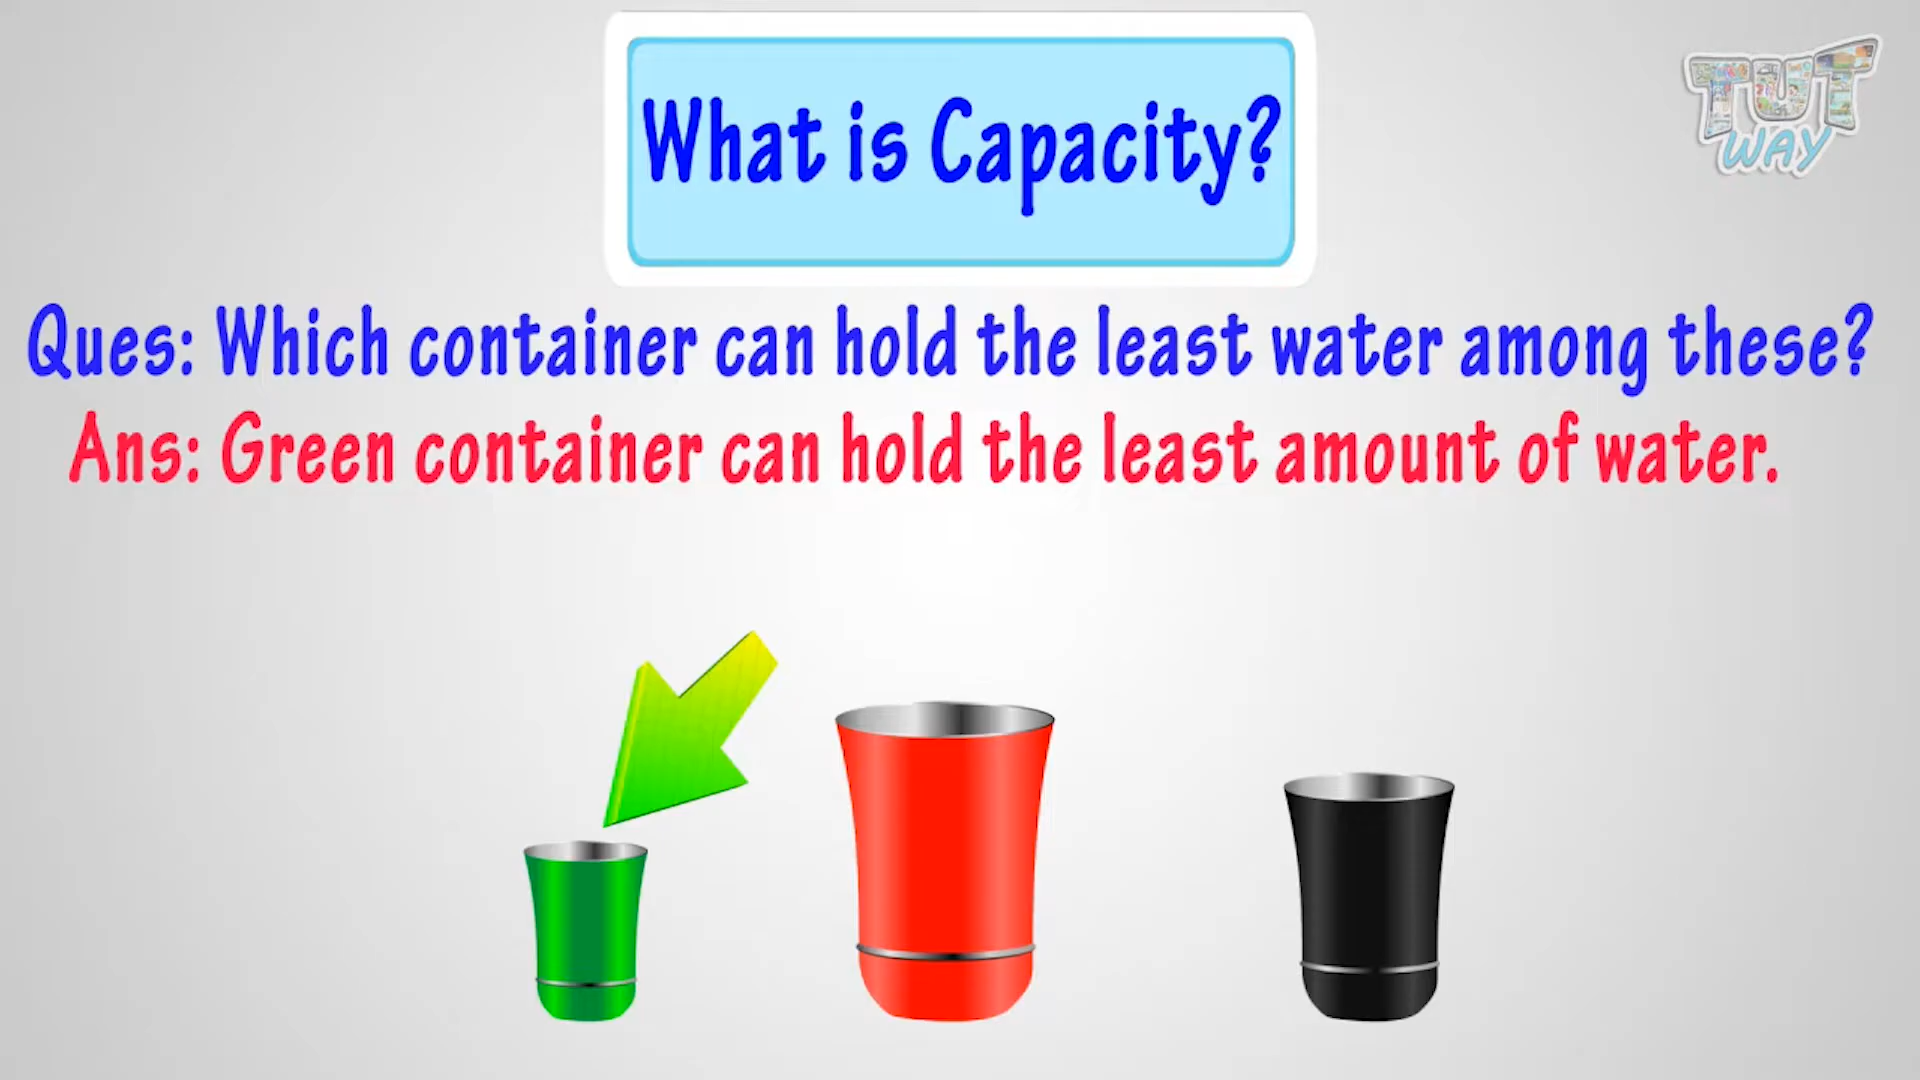 What is Capacity?
TUT
WAY
Ques: Which container can hold the least water among these?
Ans: Green container can hold the least amount of water.